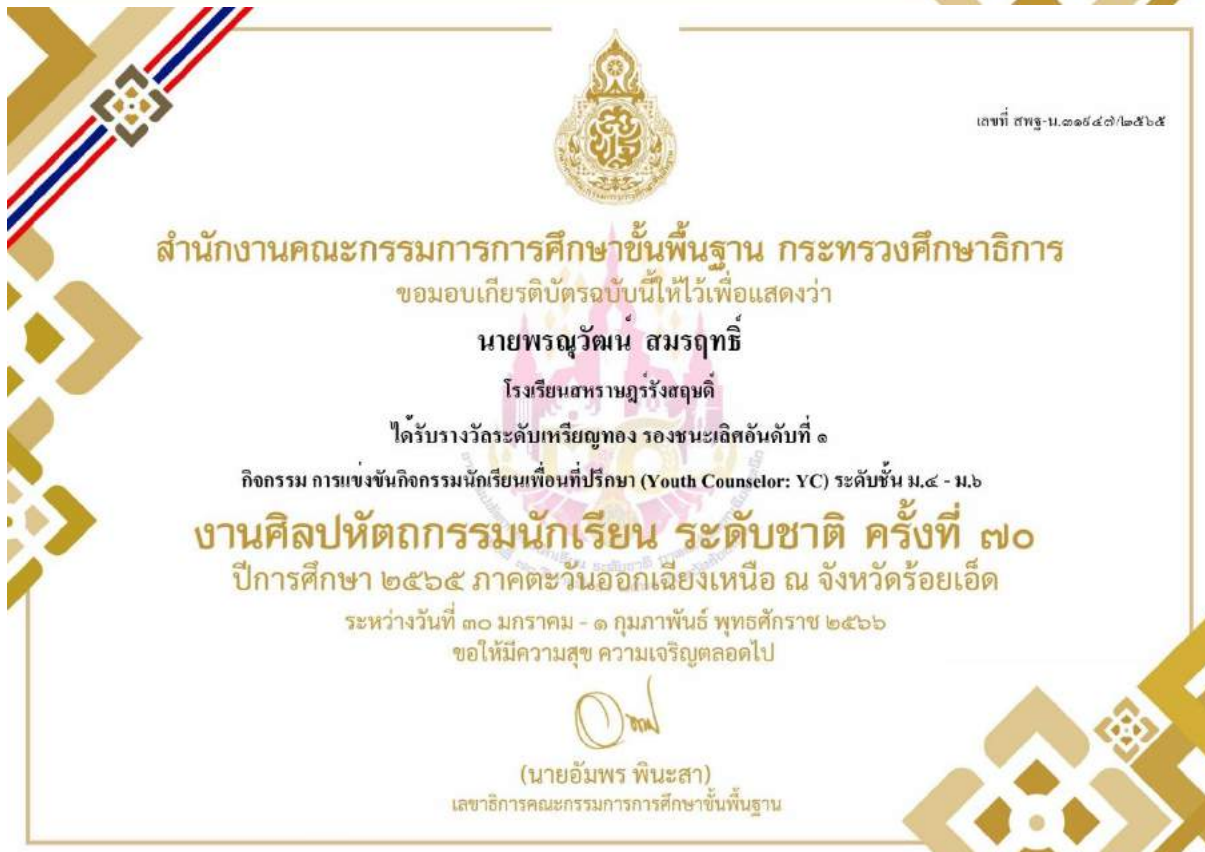 เลขที่ สพฐ-น.๓๑๙๔๗/๒๕๖๕
สำนักงานคณะกรรมการการศึกษาขั้นพื้นฐาน กระทรวงศึกษาธิการ
ขอมอบเกียรติบัตรฉบับนี้ให้ไว้เพื่อแสดงว่า
นายพรณุวัฒน์ สมรฤทธิ์
โรงเรียนสหราษฎร์รังสฤษดิ์
ได้รับรางวัลระดับเหรียญทอง รองชนะเลิศอันดับที่ ๑
กิจกรรม การแข่งขันกิจกรรมนักเรียนเพื่อนที่ปรึกษา (Youth Counselor: YC) ระดับชั้น ม.๔ - ม.๖
งานศิลปหัตถกรรมนักเรียน ระดับชาติ ครั้งที่ ๗๐
ปีการศึกษา ๒๕๖๕ ภาคตะวันออกเฉียงเหนือ ณ จังหวัดร้อยเอ็ด
ระหว่างวันที่ ๓๐ มกราคม - ๑ กุมภาพันธ์ พุทธศักราช ๒๕๖๖
ขอให้มีความสุข ความเจริญตลอดไป
(นายอัมพร พินะสา)
เลขาธิการคณะกรรมการการศึกษาขั้นพื้นฐาน